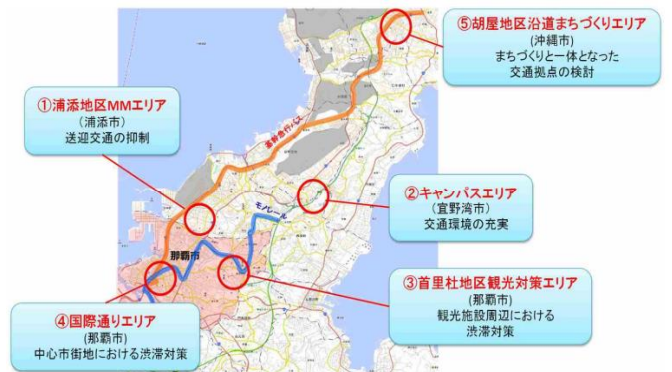 ⑤胡屋地区沿道まちづくりエリア
(沖縄市)
まちづくりと一体となった
交通拠点の検討
①浦添地区MMエリア
(浦添市)
送迎交通の抑制
基幹急行バス
②キャンパスエリア
(宜野湾市)
交通環境の充実
モノレール
那覇市
③首里社地区観光対策エリア
(那覇市)
観光施設周辺における
渋滞対策
④国際通りエリア
(那覇市)
中心市街地における渋滞対策